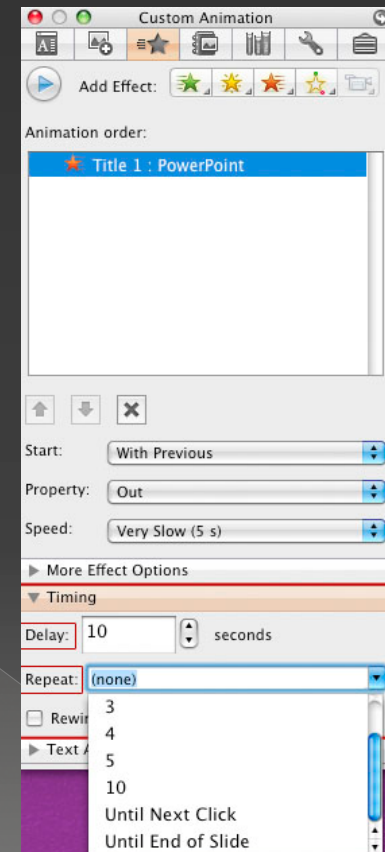 Custom Animation
A
Add Effect:
Animation order:
Title 1 : PowerPoint
Start: With Previous
Property: Out
Speed: Very Slow (5 s)
More Effect Options
Timing
Delay: 10 seconds
Repeat: (none)
3
4
5
10
Until Next Click
Until End of Slide